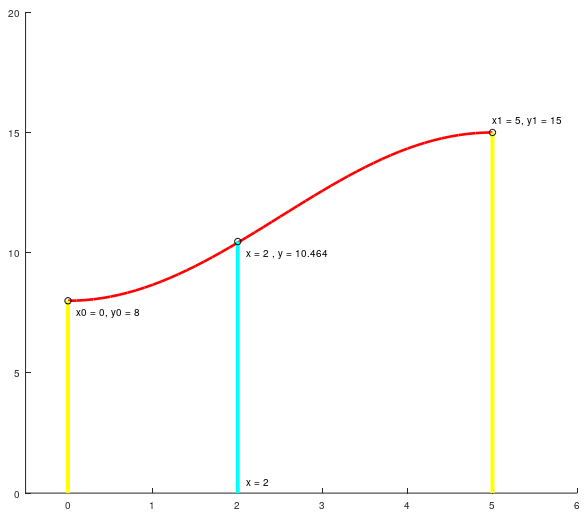 20
15
10
5
0
x1 = 5, y1 = 15
x = 2 , y = 10.464
x0 = 0, y0 = 8
x = 2
0 1 2 3 4 5 6